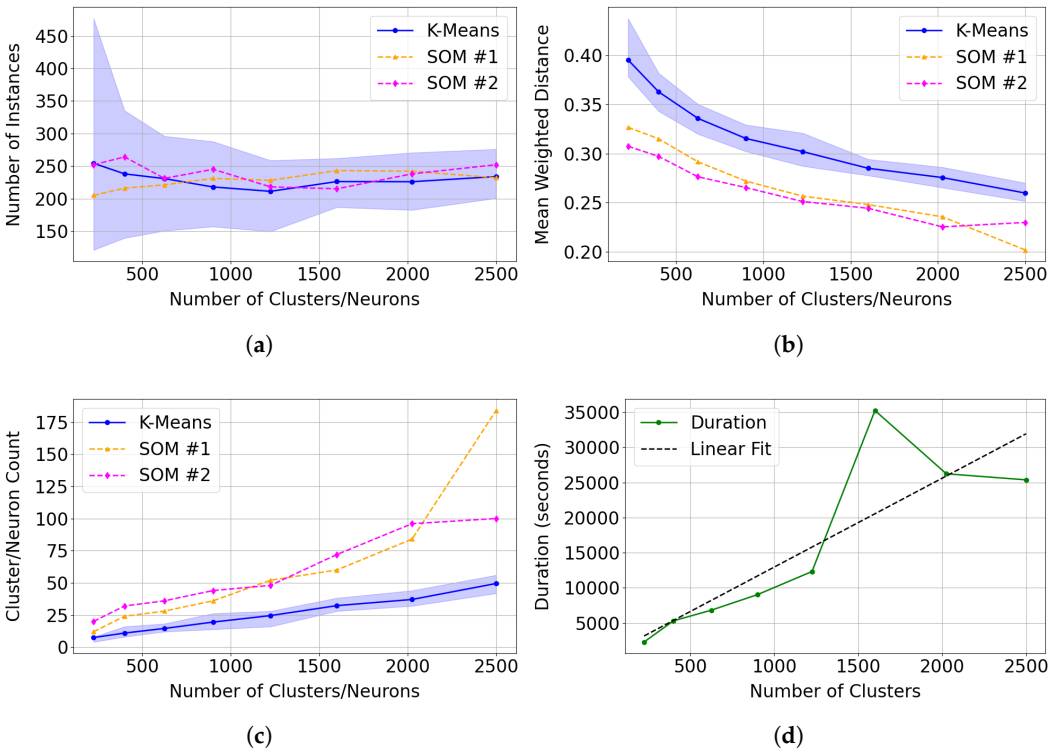 450
400
350
300
250
200
150
Number of Instances
K-Means
SOM #1
SOM #2
500 1000 1500 2000 2500
Number of Clusters/Neurons
(a)
0.40
0.35
0.30
0.25
0.20
Mean Weighted Distance
K-Means
SOM #1
SOM #2
500 1000 1500 2000 2500
Number of Clusters/Neurons
(b)
175
150
125
100
75
50
25
0
Cluster/Neuron Count
K-Means
SOM #1
SOM #2
500 1000 1500 2000 2500
Number of Clusters/Neurons
(c)
35000
30000
25000
20000
15000
10000
5000
Duration (seconds)
Duration
Linear Fit
500 1000 1500 2000 2500
Number of Clusters
(d)